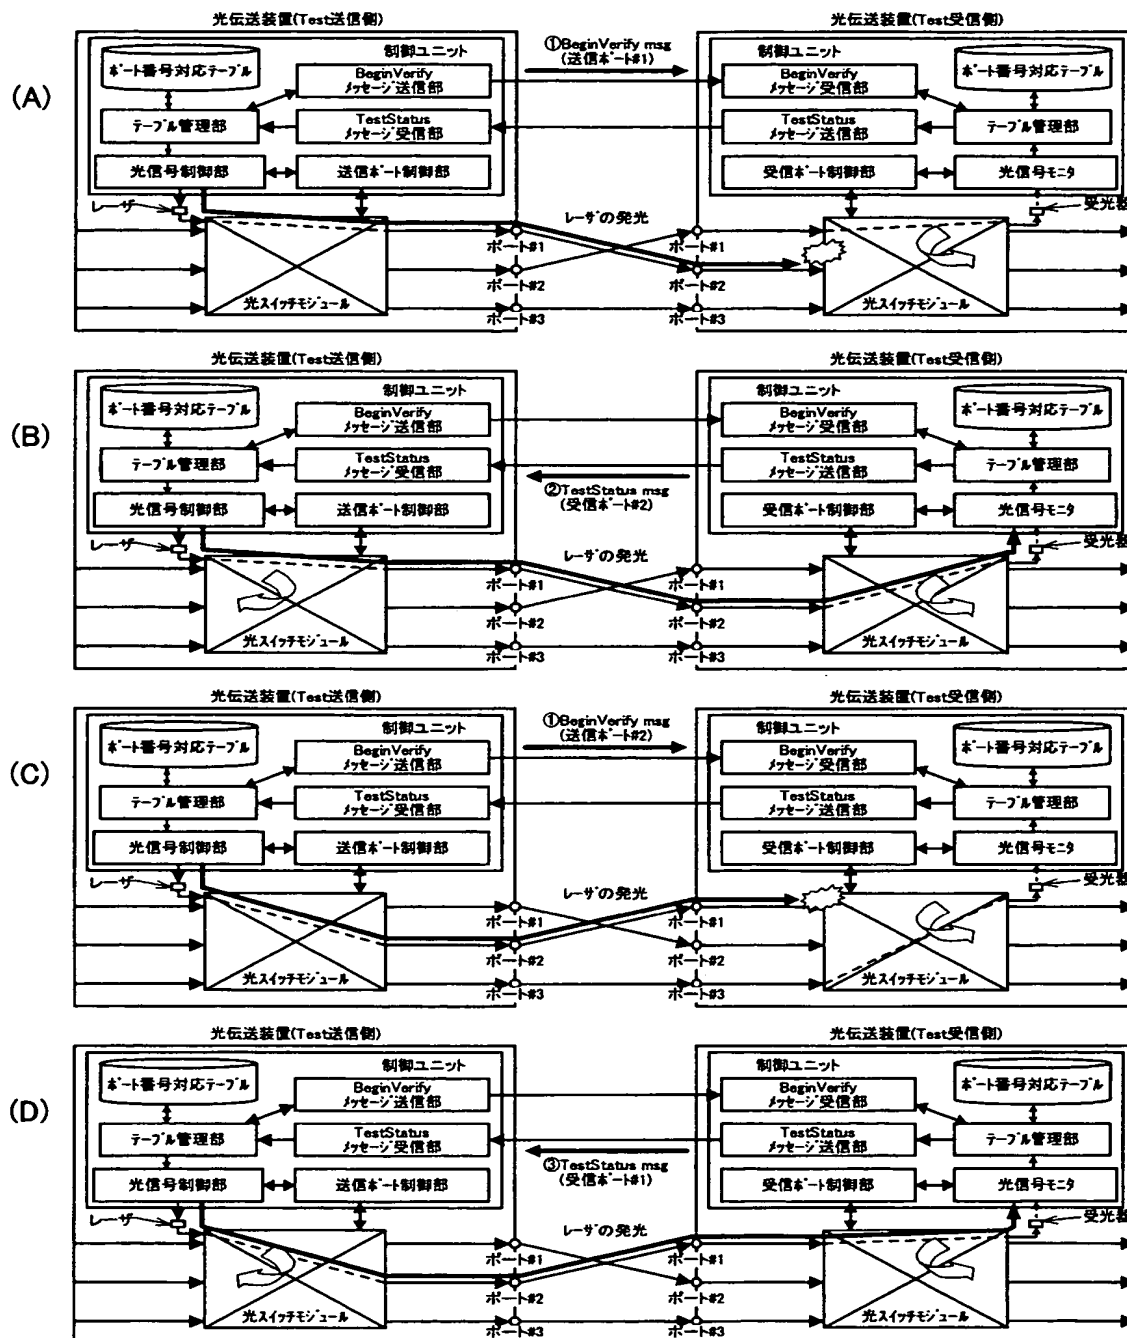 光伝送装置(Test送信側)
光伝送装置(Test受信側)
(A)
制御ユニット
ポート番号対応テーブル
BeginVerify
メッセージ送信部
テーブル管理部
TestStatus
メッセージ受信部
光信号制御部
送信ポート制御部
レーザ
光スイッチモジュール
①BeginVerify msg
(送信ポート#1)
レーザの発光
ポート#1
ポート#2
ポート#3
ポート#1
ポート#2
ポート#3
制御ユニット
BeginVerify
メッセージ受信部
ポート番号対応テーブル
TestStatus
メッセージ送信部
テーブル管理部
受信ポート制御部
光信号モニタ
受光器
光スイッチモジュール
光伝送装置(Test送信側)
光伝送装置(Test受信側)
(B)
制御ユニット
ポート番号対応テーブル
BeginVerify
メッセージ送信部
テーブル管理部
TestStatus
メッセージ受信部
光信号制御部
送信ポート制御部
レーザ
光スイッチモジュール
②TestStatus msg
(受信ポート#2)
レーザの発光
ポート#1
ポート#2
ポート#3
ポート#1
ポート#2
ポート#3
制御ユニット
BeginVerify
メッセージ受信部
ポート番号対応テーブル
TestStatus
メッセージ送信部
テーブル管理部
受信ポート制御部
光信号モニタ
受光器
光スイッチモジュール
光伝送装置(Test送信側)
光伝送装置(Test受信側)
(C)
制御ユニット
ポート番号対応テーブル
BeginVerify
メッセージ送信部
テーブル管理部
TestStatus
メッセージ受信部
光信号制御部
送信ポート制御部
レーザ
光スイッチモジュール
①BeginVerify msg
(送信ポート#2)
レーザの発光
ポート#1
ポート#2
ポート#3
ポート#1
ポート#2
ポート#3
制御ユニット
BeginVerify
メッセージ受信部
ポート番号対応テーブル
TestStatus
メッセージ送信部
テーブル管理部
受信ポート制御部
光信号モニタ
受光器
光スイッチモジュール
光伝送装置(Test送信側)
光伝送装置(Test受信側)
(D)
制御ユニット
ポート番号対応テーブル
BeginVerify
メッセージ送信部
テーブル管理部
TestStatus
メッセージ受信部
光信号制御部
送信ポート制御部
レーザ
光スイッチモジュール
③TestStatus msg
(受信ポート#1)
レーザの発光
ポート#1
ポート#2
ポート#3
ポート#1
ポート#2
ポート#3
制御ユニット
BeginVerify
メッセージ受信部
ポート番号対応テーブル
TestStatus
メッセージ送信部
テーブル管理部
受信ポート制御部
光信号モニタ
受光器
光スイッチモジュール